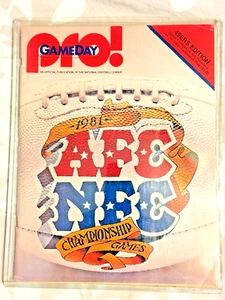 pro!
GAMEDAY
AN OFFICIAL PUBLICATION OF THE NATIONAL FOOTBALL LEAGUE
1981
AFC
NFC
CHAMPIONSHIP
GAMES